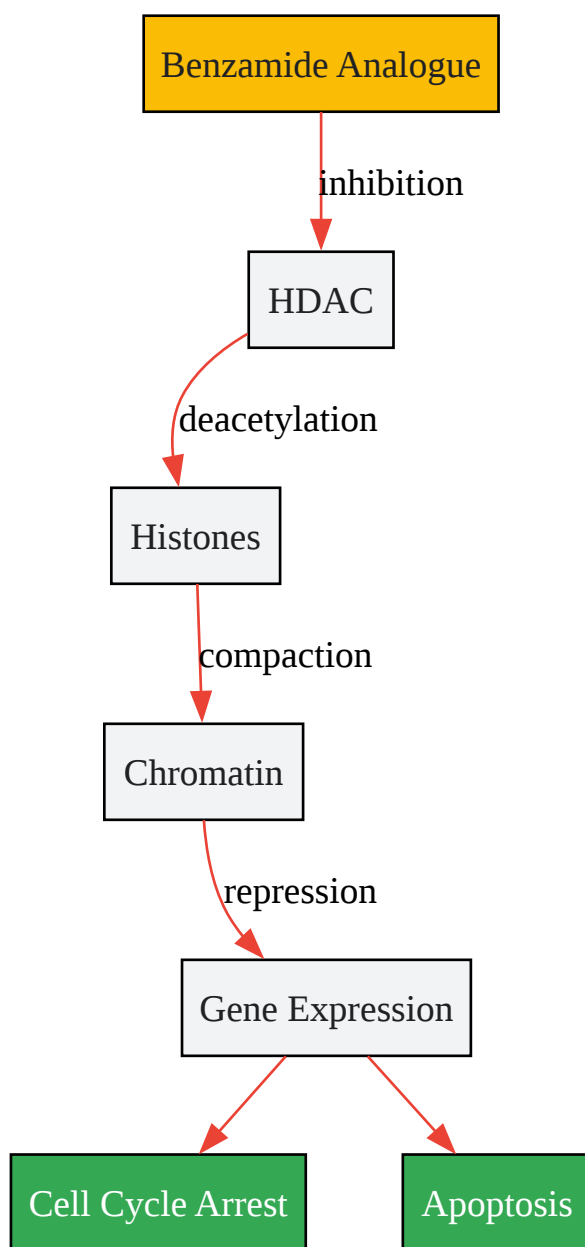 Benzamide Analogue
inhibition
HDAC
deacetylation
Histones
compaction
Chromatin
repression
Gene Expression
Cell Cycle Arrest
Apoptosis